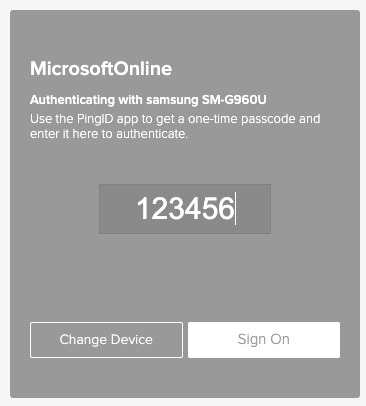 MicrosoftOnline
Authenticating with samsung SM-G960U
Use the PingID app to get a one-time passcode and
enter it here to authenticate.
123456
Change Device
Sign On